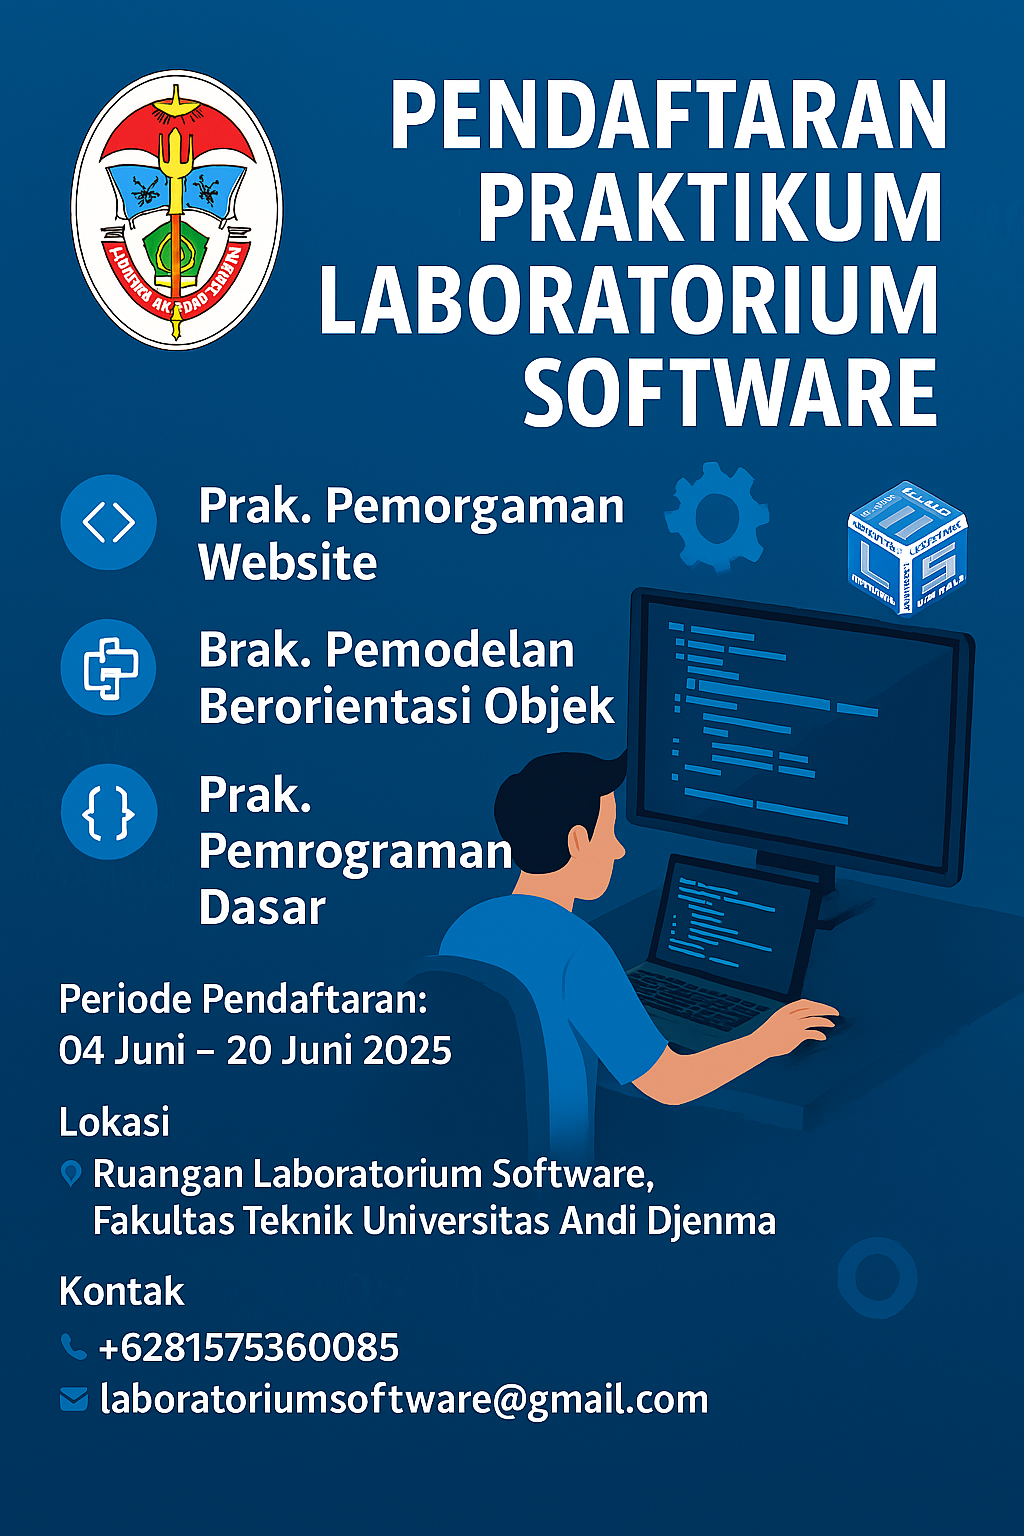 PENDAFTARAN
PRAKTIKUM
LABORATORIUM
SOFTWARE
Prak. Pemorgaman
Website
Brak. Pemodelan
Berorientasi Objek
Prak.
Pemrograman
Dasar
Periode Pendaftaran:
04 Juni – 20 Juni 2025
Lokasi
Ruangan Laboratorium Software,
Fakultas Teknik Universitas Andi Djenma
Kontak
+6281575360085
laboratoriumsoftware@gmail.com